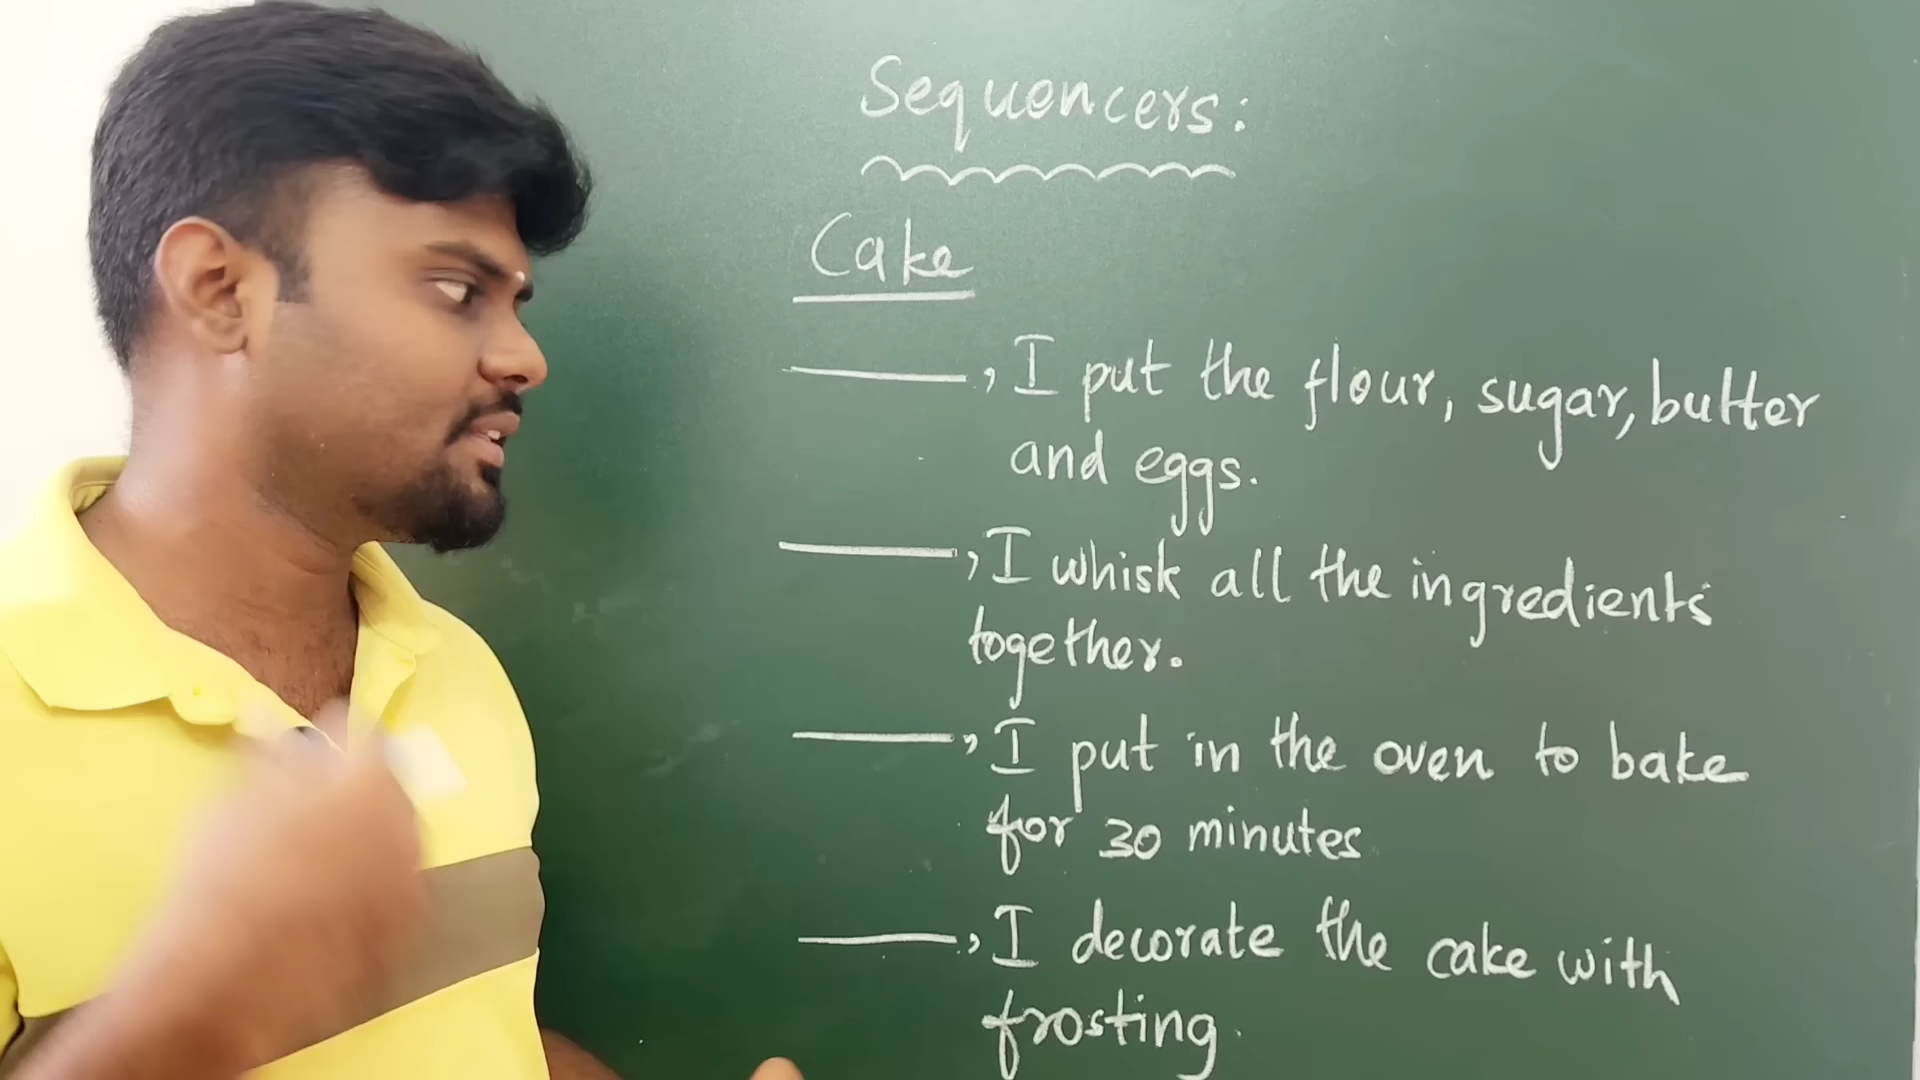 Sequencers:
Cake
______, I put the flour, sugar, butter
and eggs.
______, I whisk all the ingredients
together.
______, I put in the oven to bake
for 30 minutes
______, I decorate the cake with
frosting.